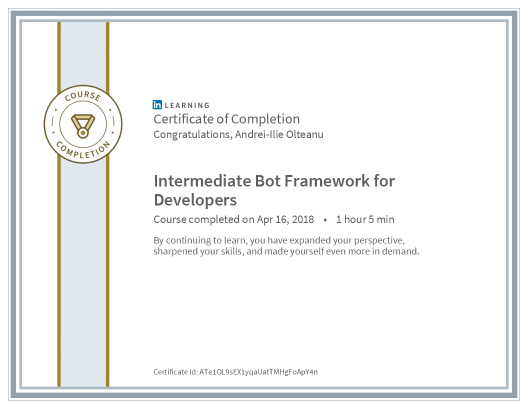 COURSE
COMPLETION
in LEARNING
Certificate of Completion
Congratulations, Andrei-Ilie Olteanu
Intermediate Bot Framework for
Developers
Course completed on Apr 16, 2018 • 1 hour 5 min
By continuing to learn, you have expanded your perspective,
sharpened your skills, and made yourself even more in demand.
Certificate Id: ATe1OL9sEX1yqaUatTMHgFoApY4n